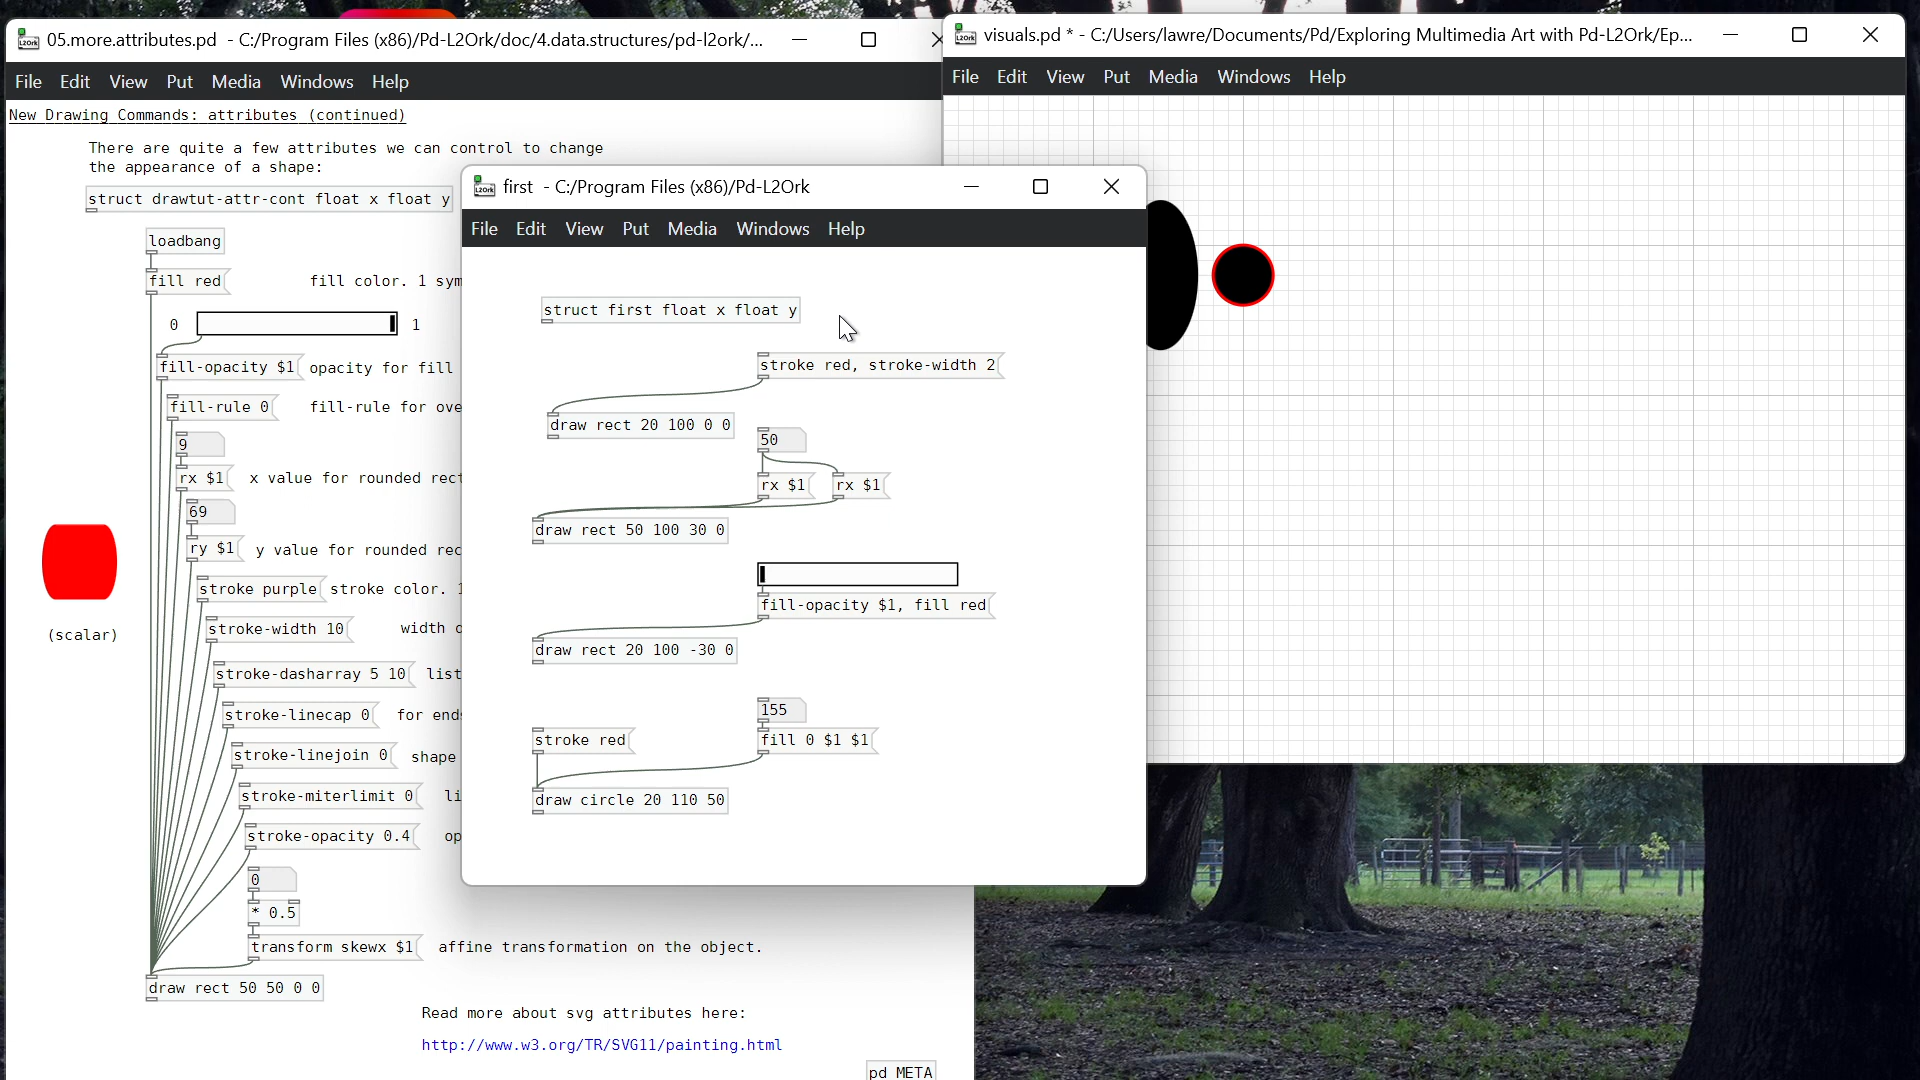 05.more.attributes.pd - C:/Program Files (x86)/Pd-L2Ork/doc/4.data.structures/pd-l2ork/...
File Edit View Put Media Windows Help
New Drawing Commands: attributes (continued)
There are quite a few attributes we can control to change
the appearance of a shape:
struct drawtut-attr-cont float x float y
loadbang
fill red
fill color. 1 sym
0
1
fill-opacity $1
opacity for fill
fill-rule 0
fill-rule for ove
9
rx $1
x value for rounded rect
69
ry $1
y value for rounded rec
stroke purple
stroke color. 1
stroke-width 10
width
stroke-dasharray 5 10
list
stroke-linecap 0
for end
stroke-linejoin 0
shape
stroke-miterlimit 0
li
stroke-opacity 0.4
op
0
* 0.5
transform skewx $1
affine transformation on the object.
draw rect 50 50 0 0
(scalar)
Read more about svg attributes here:
http://www.w3.org/TR/SVG11/painting.html
pd META
first - C:/Program Files (x86)/Pd-L2Ork
File Edit View Put Media Windows Help
struct first float x float y
stroke red, stroke-width 2
draw rect 20 100 0 0
50
rx $1
rx $1
draw rect 50 100 30 0
fill-opacity $1, fill red
draw rect 20 100 -30 0
155
stroke red
fill 0 $1 $1
draw circle 20 110 50
visuals.pd * - C:/Users/lawre/Documents/Pd/Exploring Multimedia Art with Pd-L2Ork/Ep...
File Edit View Put Media Windows Help